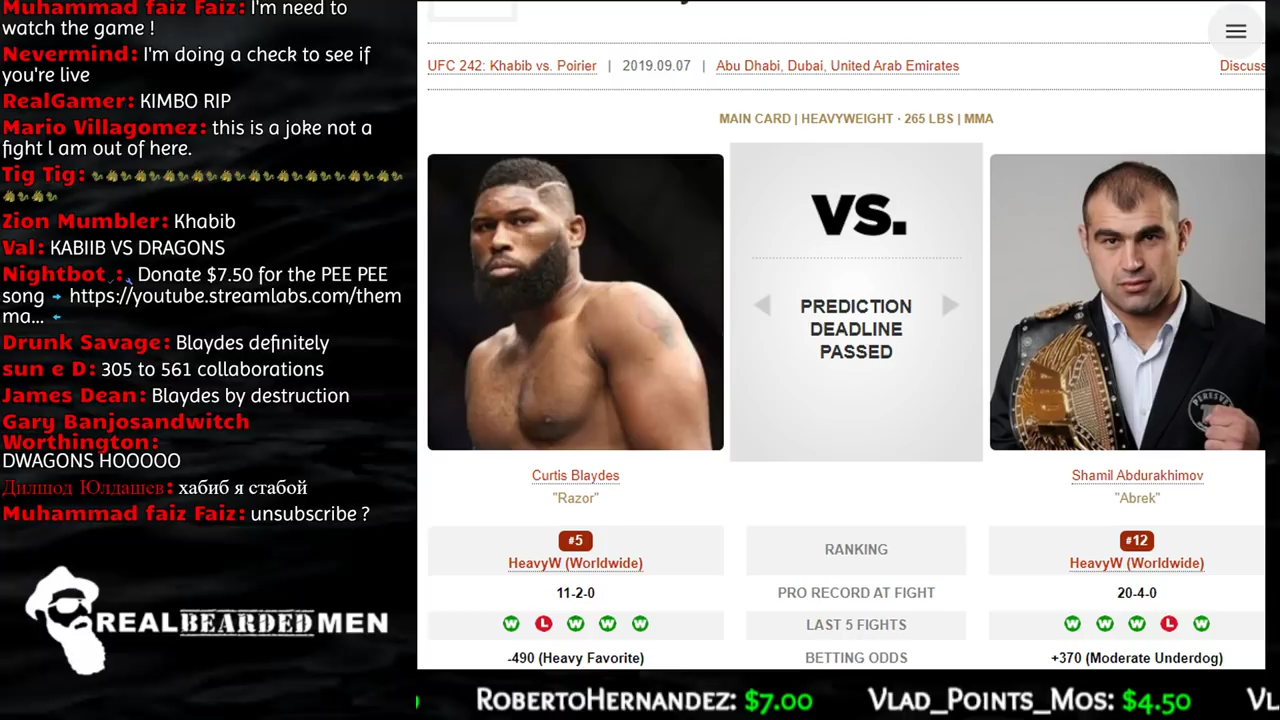 Muhammad faiz Faiz: I'm need to
watch the game !
Nevermind: I'm doing a check to see if
you're live
RealGamer: KIMBO RIP
Mario Villagomez: this is a joke not a
fight l am out of here.
Tig Tig:
Zion Mumbler: Khabib
Val: KABIIB VS DRAGONS
Nightbot : Donate $7.50 for the PEE PEE
song https://youtube.streamlabs.com/them
ma...
Drunk Savage: Blaydes definitely
sun e D: 305 to 561 collaborations
James Dean: Blaydes by destruction
Gary Banjosandwitch
Worthington:
DWAGONS HOOOOO
Дилшод Юлдашев: хабиб я стабой
Muhammad faiz Faiz: unsubscribe ?
REALBEARDEDMEN
UFC 242: Khabib vs. Poirier | 2019.09.07 | Abu Dhabi, Dubai, United Arab Emirates Discuss
MAIN CARD | HEAVYWEIGHT · 265 LBS | MMA
VS.
PREDICTION
DEADLINE
PASSED
PERESVE
Curtis Blaydes Shamil Abdurakhimov
"Razor" "Abrek"
#5 #12
HeavyW (Worldwide) RANKING HeavyW (Worldwide)
11-2-0 PRO RECORD AT FIGHT 20-4-0
W L W W W LAST 5 FIGHTS W W W L W
-490 (Heavy Favorite) BETTING ODDS +370 (Moderate Underdog)
ROBERTOHERNANDEZ: $7.00 VLAD_POINTS_MOS: $4.50 VL